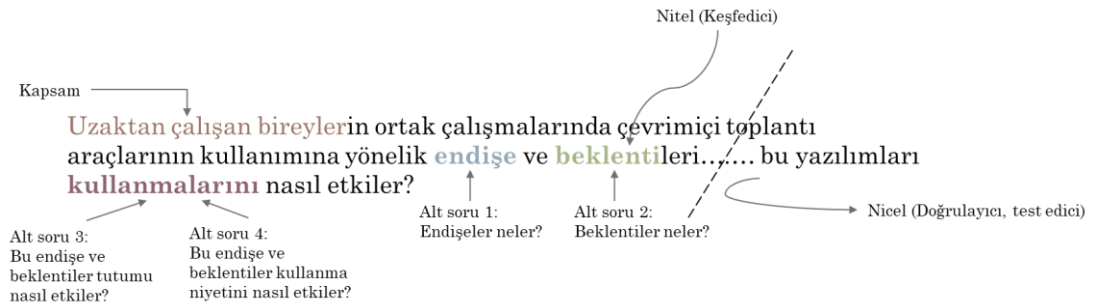 Nitel (Keşfedici)
Kapsam
Uzaktan çalışan bireylerin ortak çalışmalarında çevrimiçi toplantı
araçlarının kullanımına yönelik endişe ve beklentileri....... bu yazılımları
kullanmalarını nasıl etkiler?
Alt soru 1:
Endişeler neler?
Alt soru 2:
Beklentiler neler?
Nicel (Doğrulayıcı, test edici)
Alt soru 3:
Bu endişe ve
beklentiler tutumu
nasıl etkiler?
Alt soru 4:
Bu endişe ve
beklentiler kullanma
niyetini nasıl etkiler?